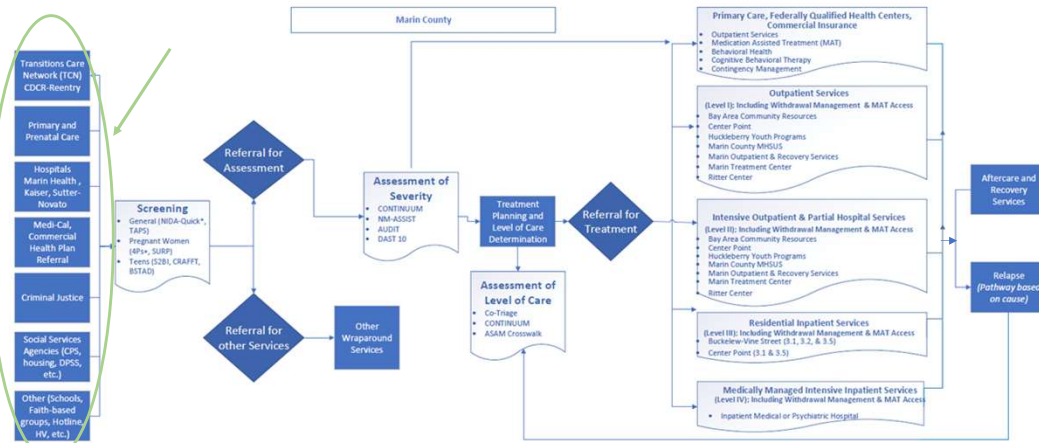 Marin County
Transitions Care
Network (TCN)
CDCR-Reentry
Primary and
Prenatal Care
Hospitals
Marin Health ,
Kaiser, Sutter-
Novato
Medi-Cal,
Commercial
Health Plan
Referral
Criminal Justice
Social Services
Agencies (CPS,
housing, DPSS,
etc.)
Other (Schools,
Faith-based
groups, Hotline,
HV, etc.)
Screening
• General (NIDA-Quick*,
TAPS)
• Pregnant Women
(4Ps+, SURP)
• Teens (S2BI, CRAFFT,
BSTAD)
Referral for
Assessment
Referral for
other Services
Other
Wraparound
Services
Assessment of
Severity
• CONTINUUM
• NM-ASSIST
• AUDIT
• DAST 10
Treatment
Planning and
Level of Care
Determination
Assessment of
Level of Care
• Co-Triage
• CONTINUUM
• ASAM Crosswalk
Referral for
Treatment
Primary Care, Federally Qualified Health Centers,
Commercial Insurance
• Outpatient Services
• Medication Assisted Treatment (MAT)
• Behavioral Health
• Cognitive Behavioral Therapy
• Contingency Management
Outpatient Services
(Level I); Including Withdrawal Management & MAT Access
• Bay Area Community Resources
• Center Point
• Huckleberry Youth Programs
• Marin County MHSUS
• Marin Outpatient & Recovery Services
• Marin Treatment Center
• Ritter Center
Intensive Outpatient & Partial Hospital Services
(Level II); Including Withdrawal Management & MAT Access
• Bay Area Community Resources
• Center Point
• Huckleberry Youth Programs
• Marin County MHSUS
• Marin Outpatient & Recovery Services
• Marin Treatment Center
• Ritter Center
Residential Inpatient Services
(Level III); Including Withdrawal Management & MAT Access
• Buckelew-Vine Street (3.1, 3.2, & 3.5)
• Center Point (3.1 & 3.5)
Medically Managed Intensive Inpatient Services
(Level IV); Including Withdrawal Management & MAT Access
• Inpatient Medical or Psychiatric Hospital
Aftercare and
Recovery
Services
Relapse
(Pathway based
on cause)